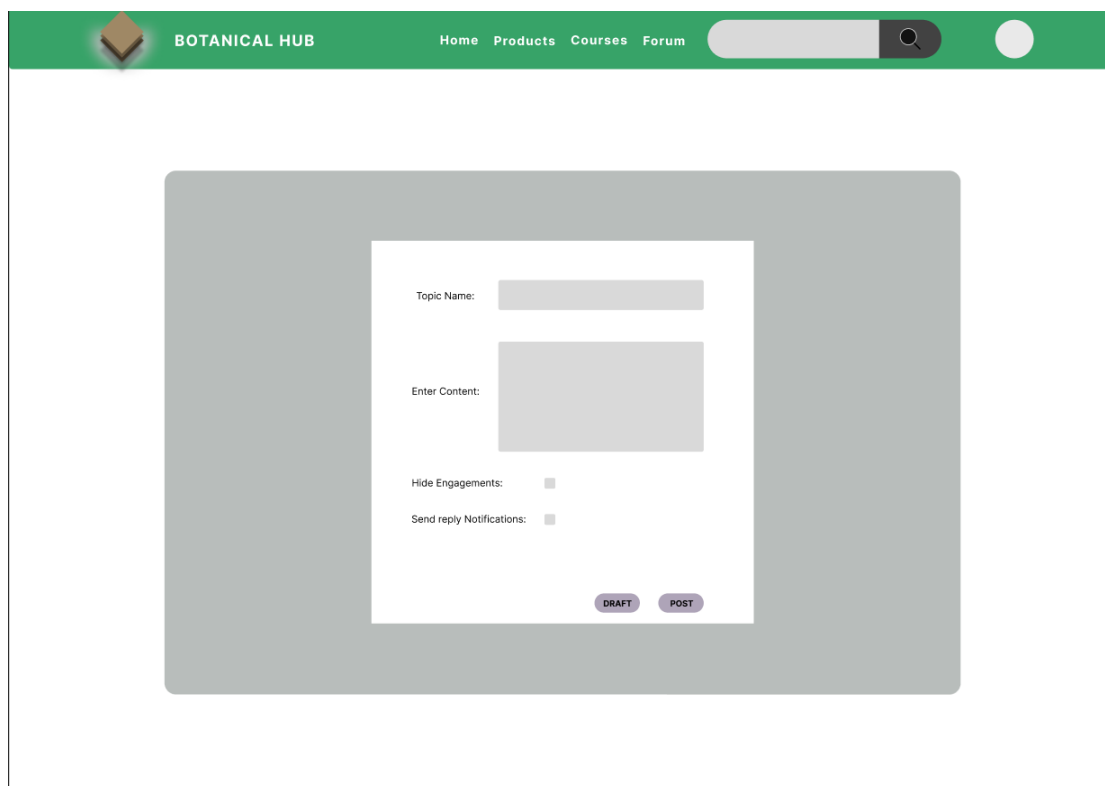 BOTANICAL HUB
Home Products Courses Forum
Topic Name:
Enter Content:
Hide Engagements:
Send reply Notifications:
DRAFT POST